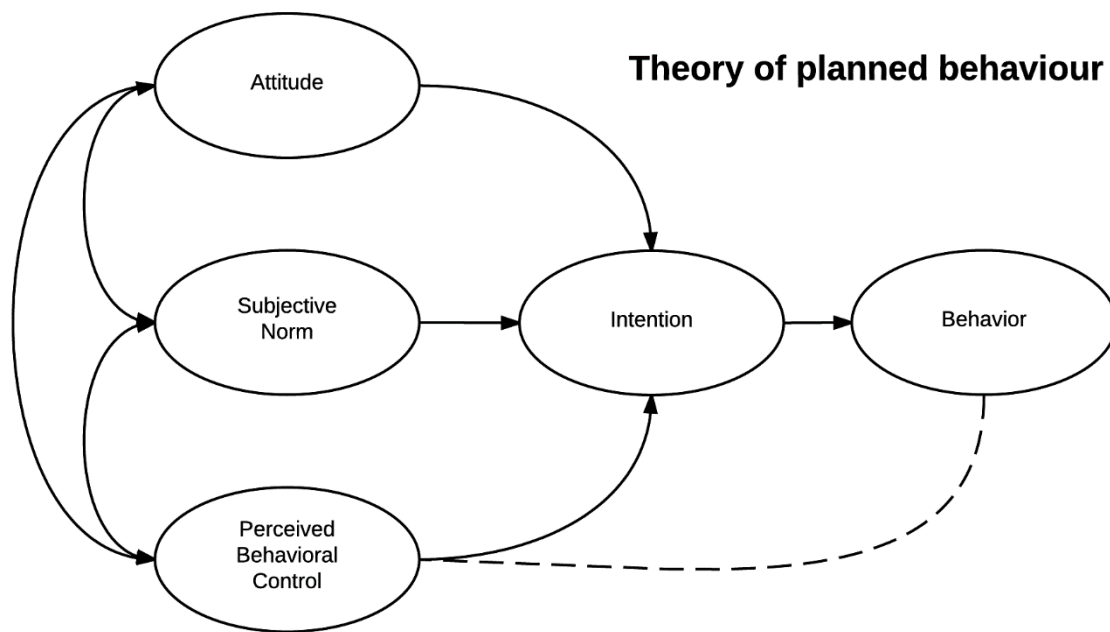 Theory of planned behaviour
Attitude
Subjective
Norm
Intention
Behavior
Perceived
Behavioral
Control